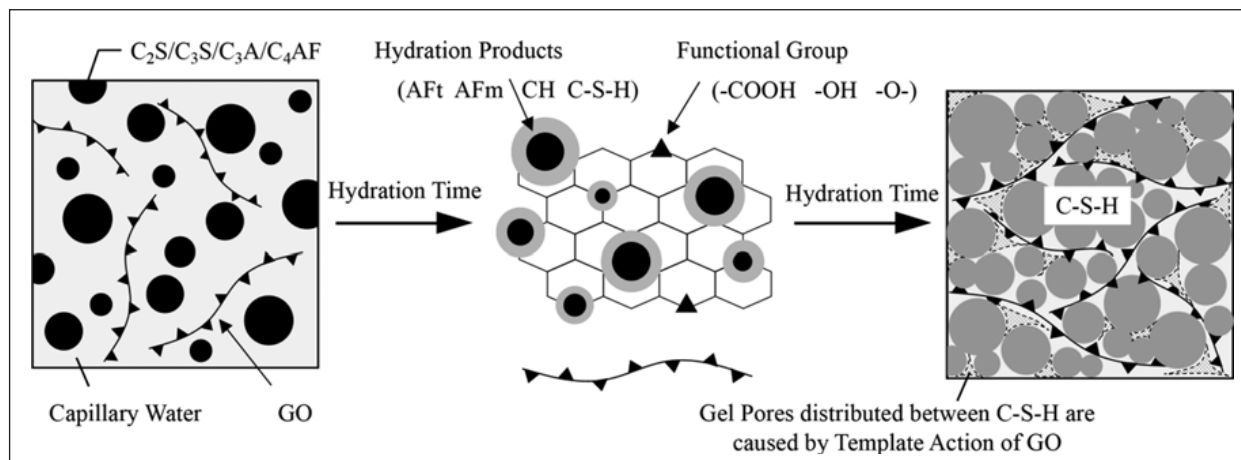 C₂S/C₃S/C₃A/C₄AF
Capillary Water
GO
Hydration Time
Hydration Products
(AFt AFm CH C-S-H)
Functional Group
(-COOH -OH -O-)
Hydration Time
C-S-H
Gel Pores distributed between C-S-H are
caused by Template Action of GO